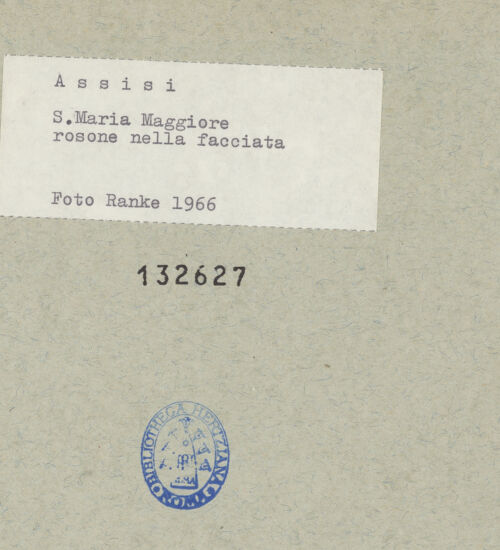 Assisi
S.Maria Maggiore
rosone nella facciata
Foto Ranke 1966
132627
BIBLIOTHECA HERTZIANA